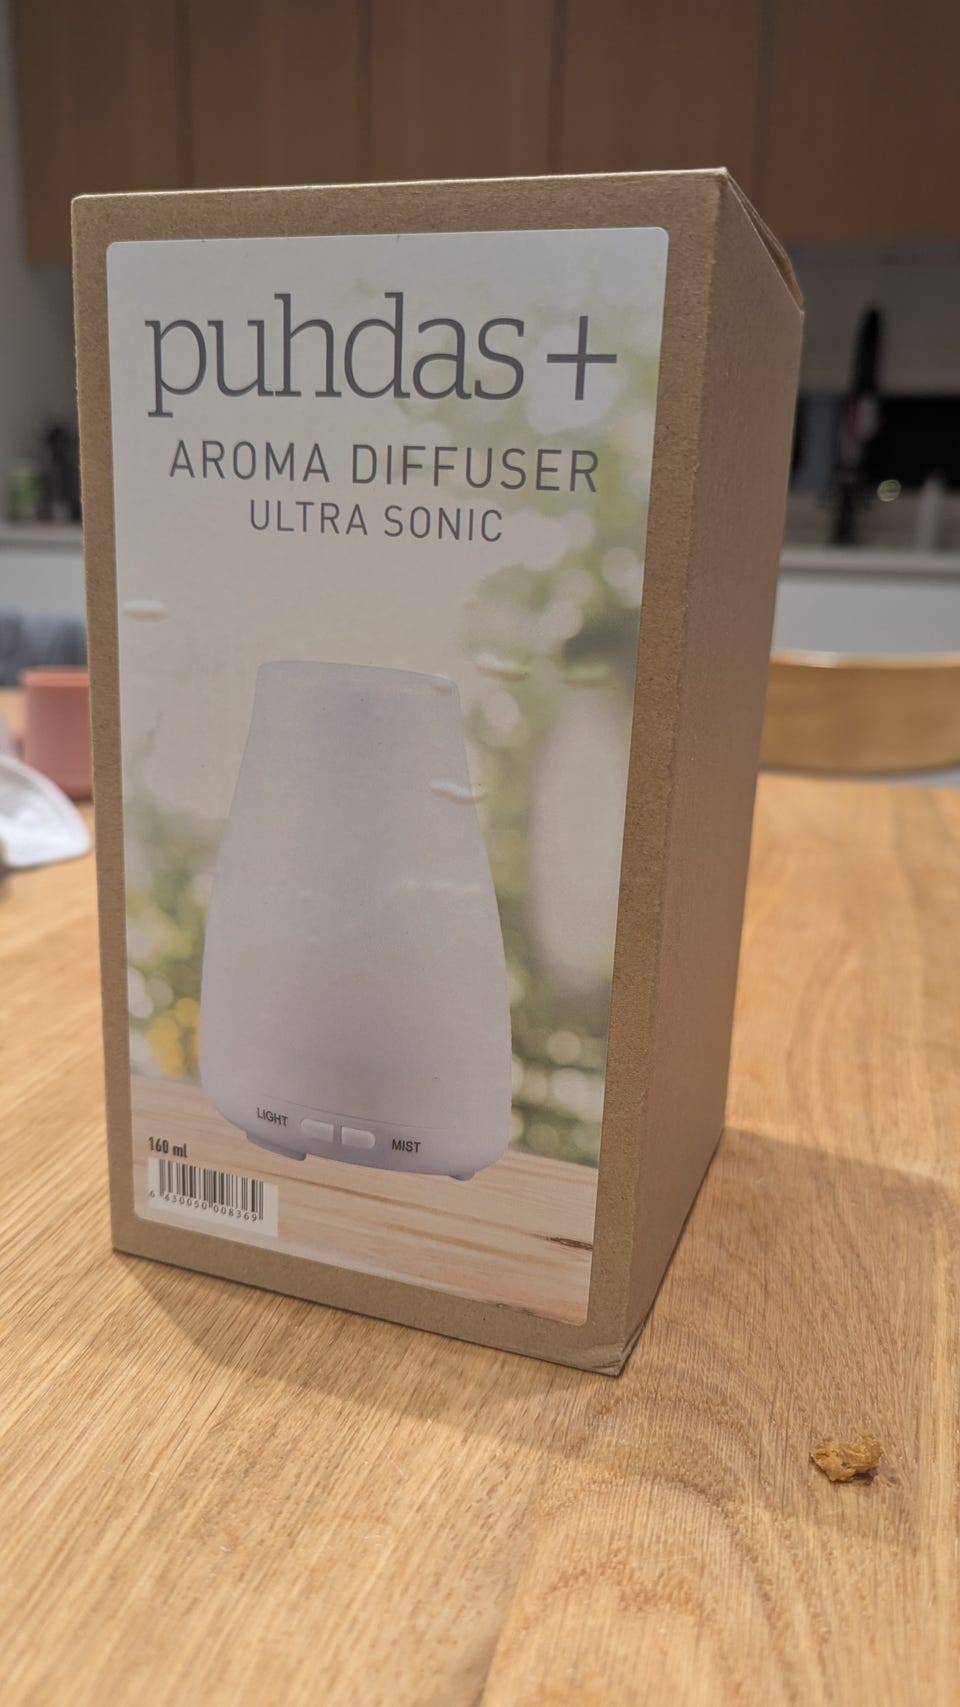 puhdas+
AROMA DIFFUSER
ULTRA SONIC
LIGHT
MIST
160 ml
6 430050 008369